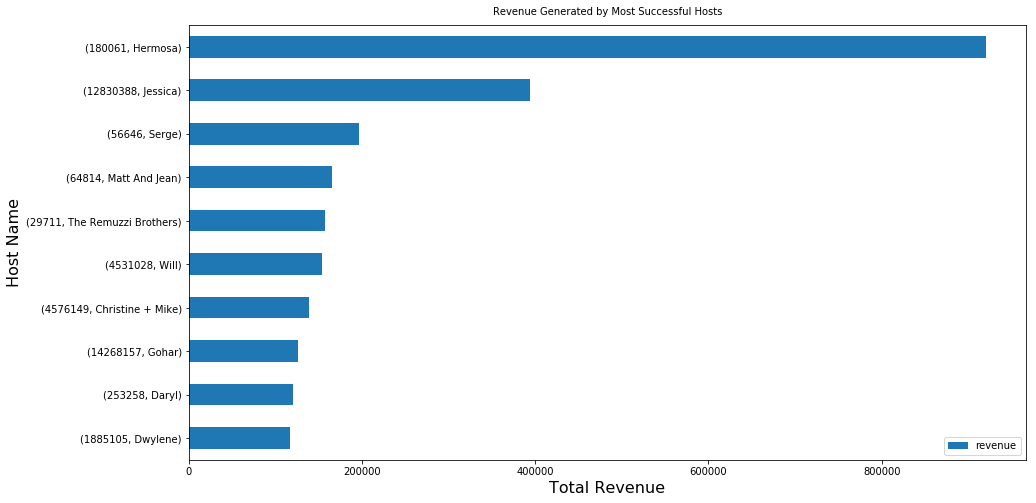 Revenue Generated by Most Successful Hosts
Host Name
(180061, Hermosa)
(12830388, Jessica)
(56646, Serge)
(64814, Matt And Jean)
(29711, The Remuzzi Brothers)
(4531028, Will)
(4576149, Christine + Mike)
(14268157, Gohar)
(253258, Daryl)
(1885105, Dwylene)
revenue
0 200000 400000 600000 800000
Total Revenue